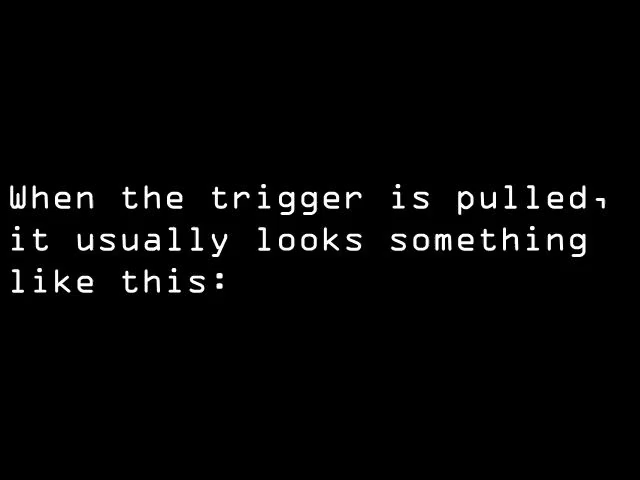 When the trigger is pulled,
it usually looks something
like this: